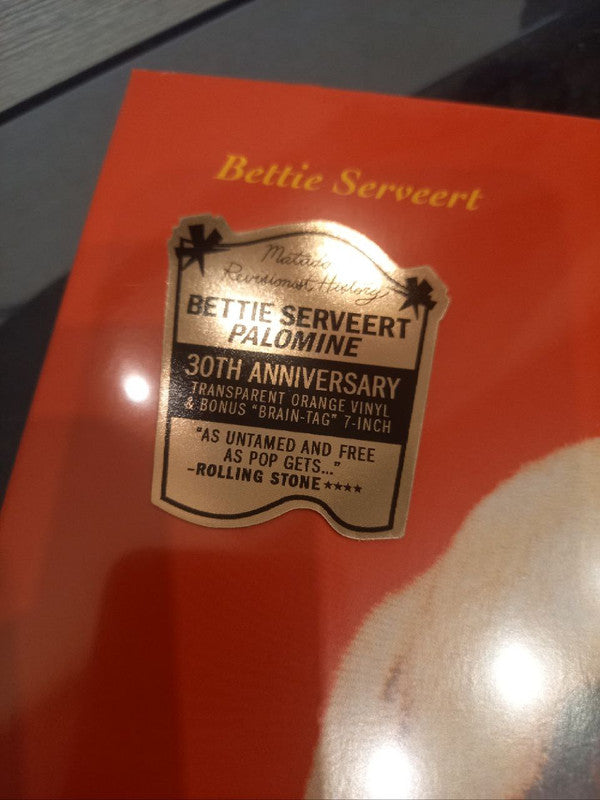 Bettie Serveert
Matador
Revisionist History
BETTIE SERVEERT
PALOMINE
30TH ANNIVERSARY
TRANSPARENT ORANGE VINYL
& BONUS "BRAIN-TAG" 7-INCH
"AS UNTAMED AND FREE
AS POP GETS..."
–ROLLING STONE ★★★★